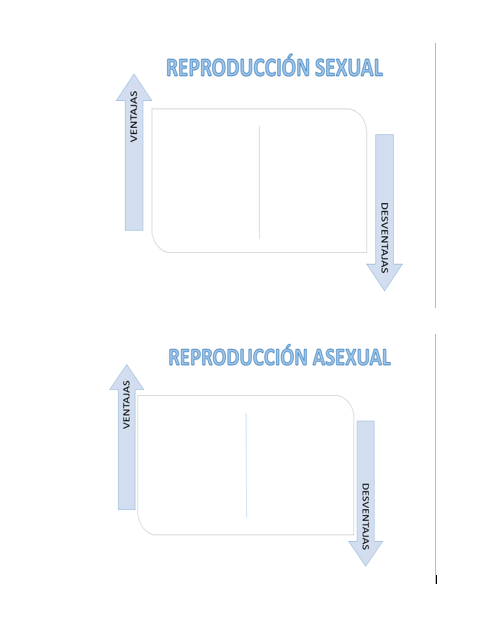 REPRODUCCIÓN SEXUAL
VENTAJAS
DESVENTAJAS
REPRODUCCIÓN ASEXUAL
VENTAJAS
DESVENTAJAS